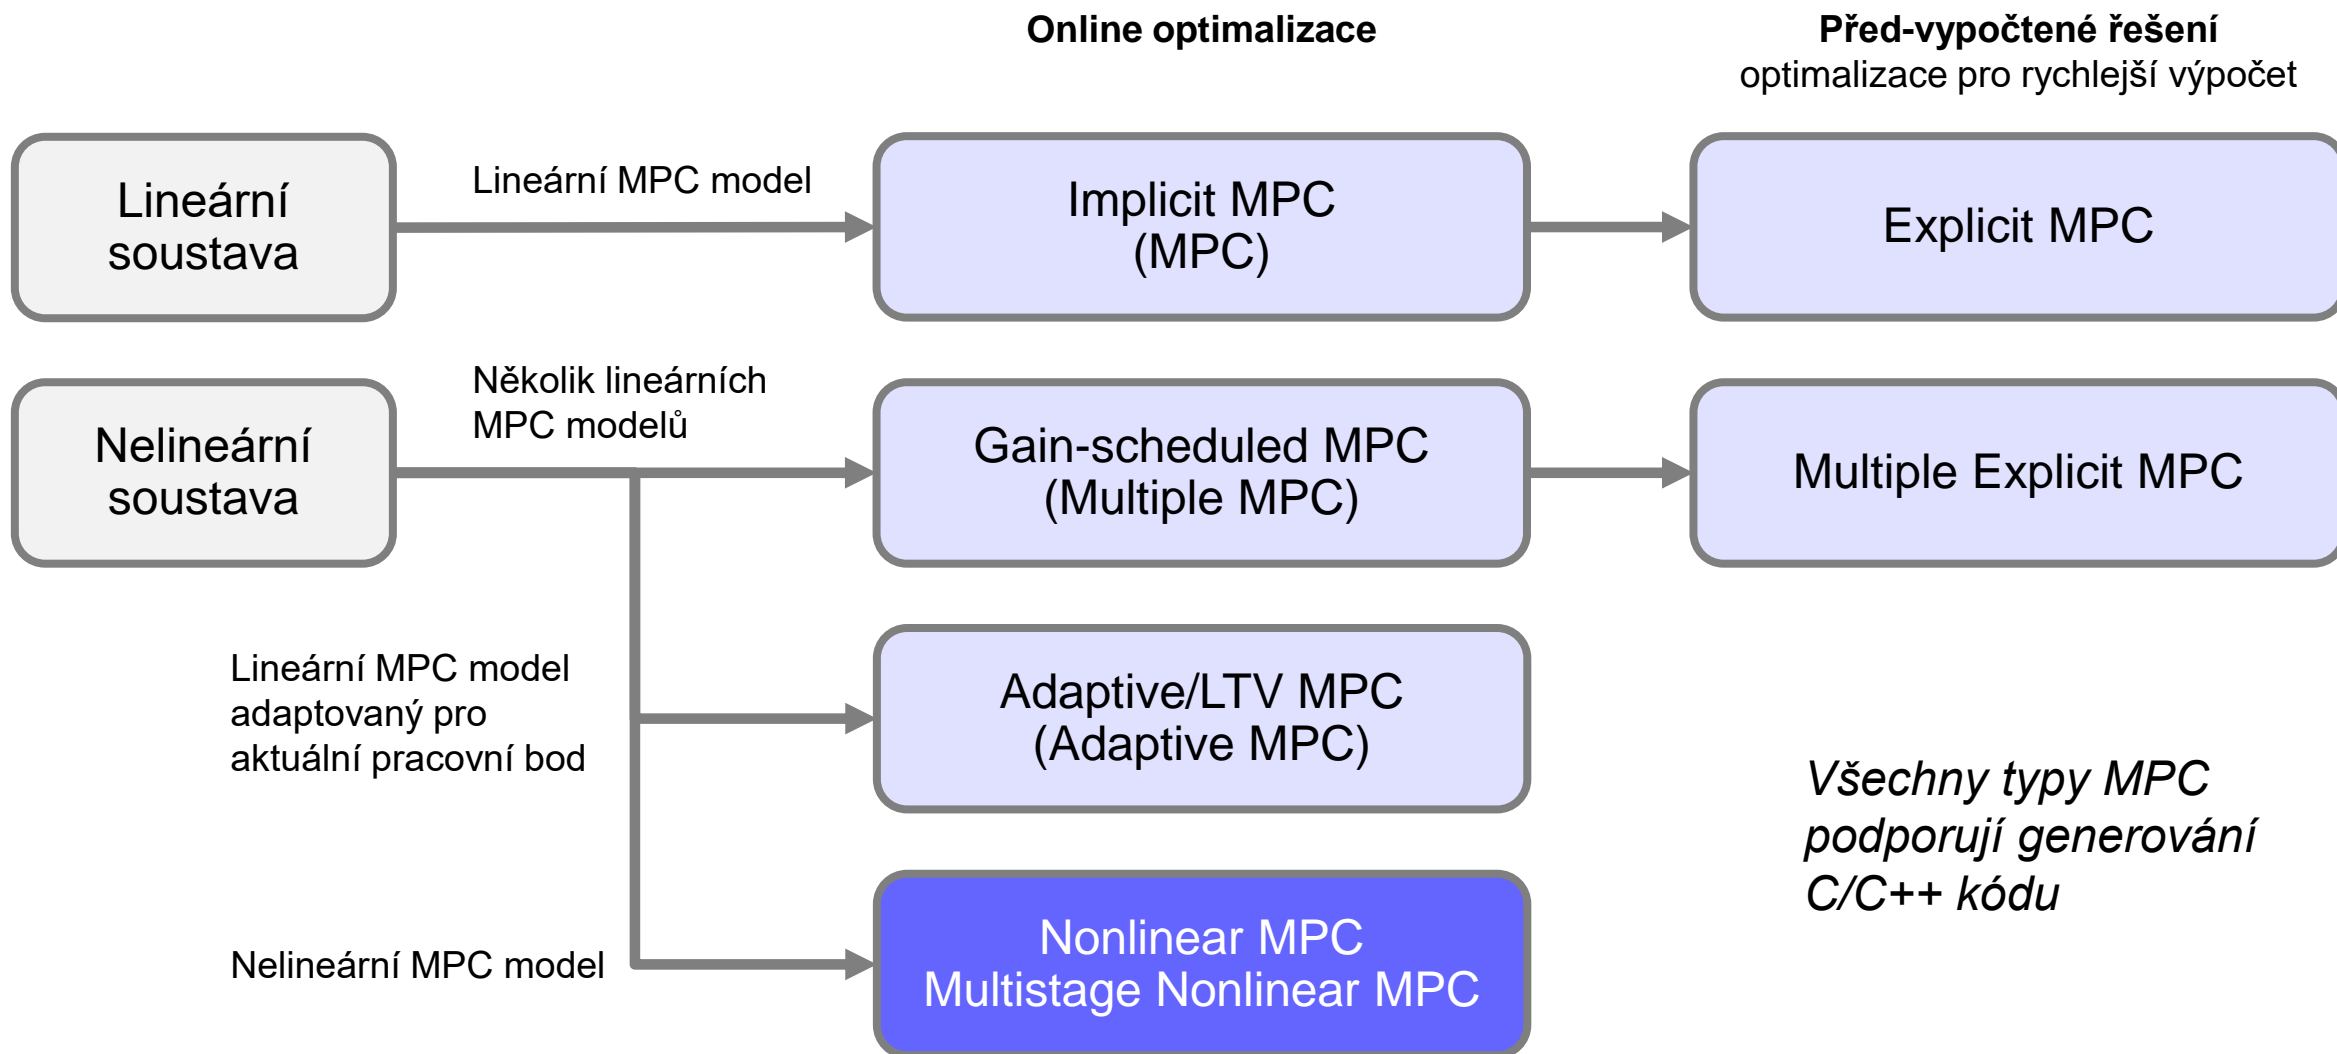 Online optimalizace
Před-vypočtené řešení
optimalizace pro rychlejší výpočet
Lineární
soustava
Lineární MPC model
Implicit MPC
(MPC)
Explicit MPC
Nelineární
soustava
Několik lineárních
MPC modelů
Gain-scheduled MPC
(Multiple MPC)
Multiple Explicit MPC
Lineární MPC model
adaptovaný pro
aktuální pracovní bod
Adaptive/LTV MPC
(Adaptive MPC)
Všechny typy MPC
podporují generování
C/C++ kódu
Nelineární MPC model
Nonlinear MPC
Multistage Nonlinear MPC